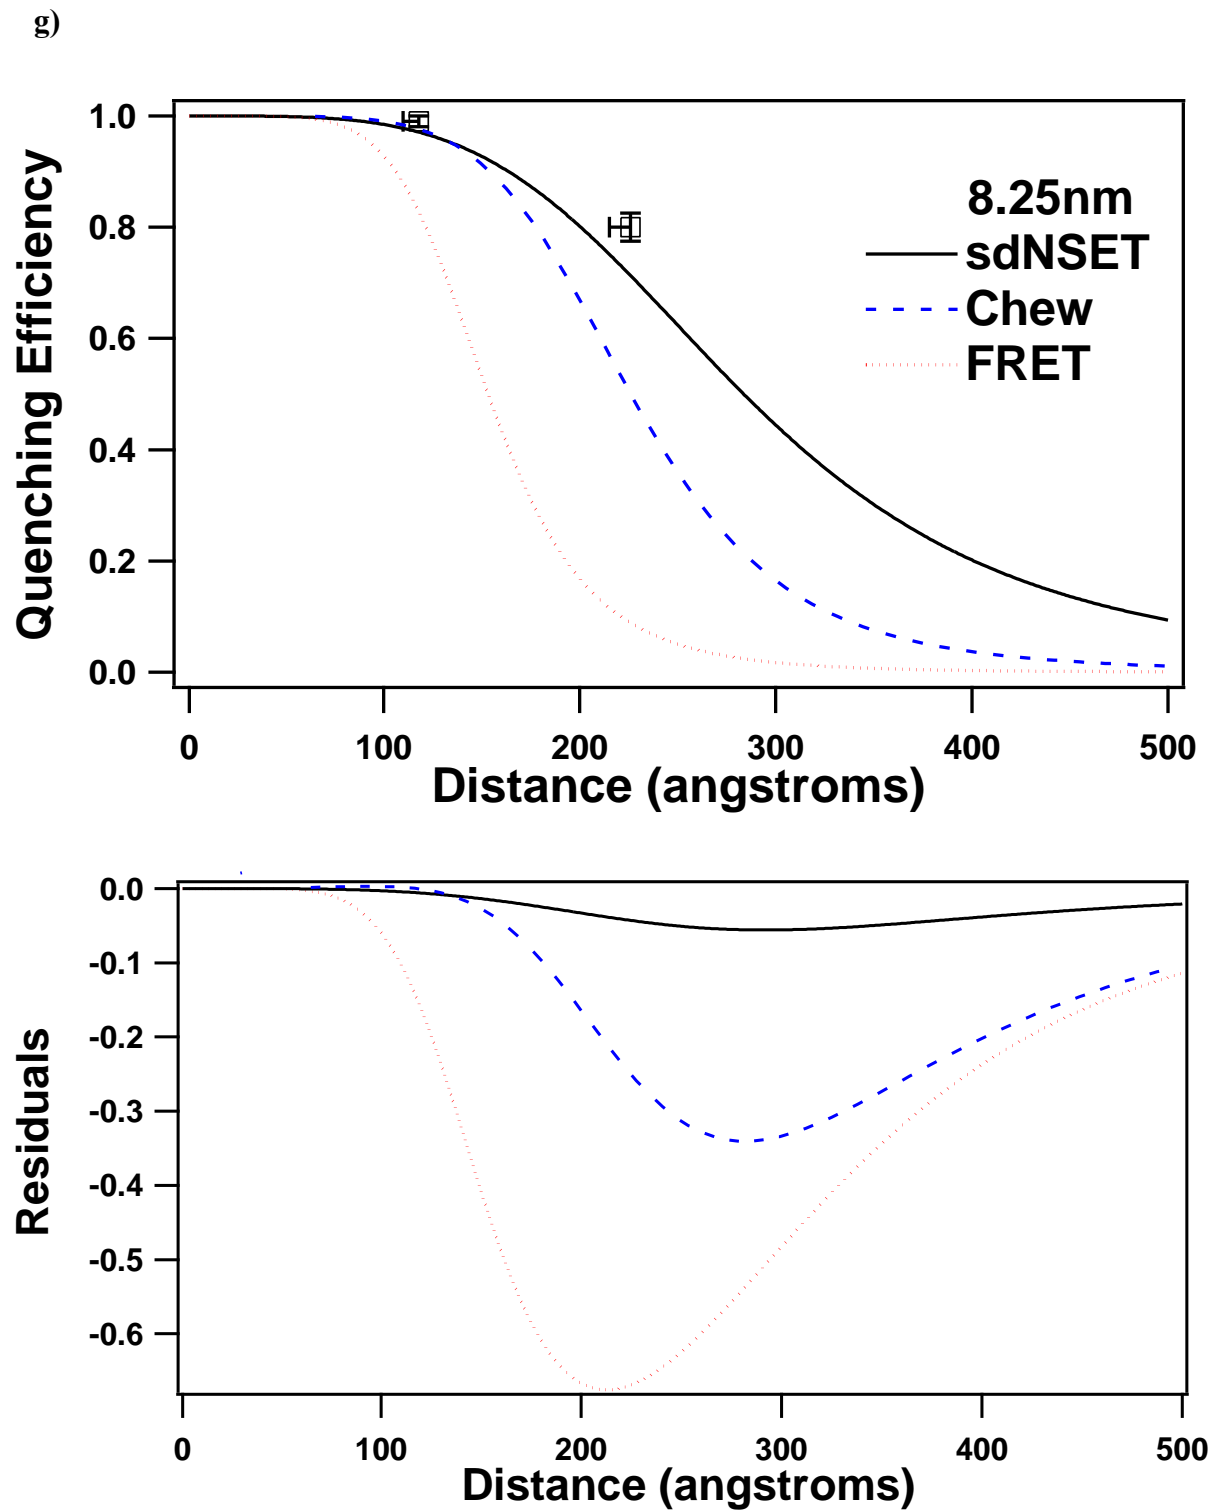 g)
Quenching Efficiency
1.0
0.8
0.6
0.4
0.2
0.0
8.25nm
sdNSET
Chew
FRET
0 100 200 300 400 500
Distance (angstroms)
Residuals
0.0
-0.1
-0.2
-0.3
-0.4
-0.5
-0.6
0 100 200 300 400 500
Distance (angstroms)